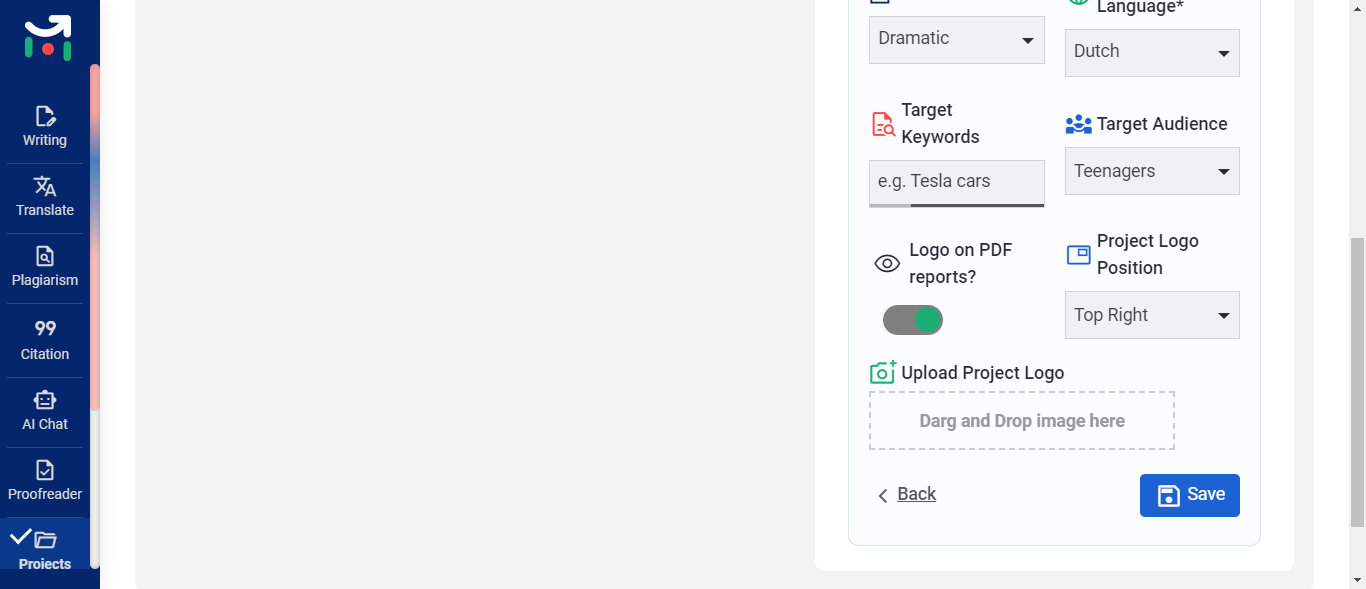 Writing
Translate
Plagiarism
Citation
AI Chat
Proofreader
Projects
Language*
Dramatic
Dutch
Target
Keywords
Target Audience
e.g. Tesla cars
Teenagers
Logo on PDF
reports?
Project Logo
Position
Top Right
Upload Project Logo
Darg and Drop image here
Back
Save